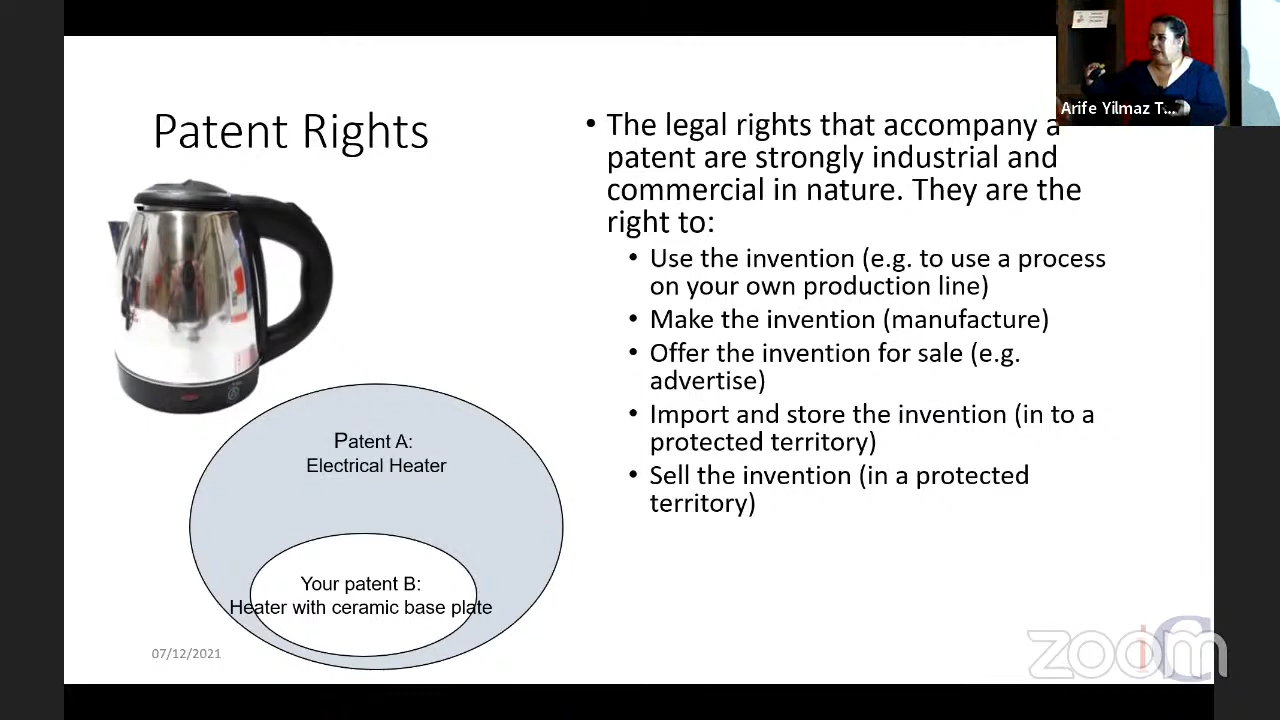 Arife Yilmaz T...
Patent Rights
• The legal rights that accompany a
patent are strongly industrial and
commercial in nature. They are the
right to:
• Use the invention (e.g. to use a process
on your own production line)
• Make the invention (manufacture)
• Offer the invention for sale (e.g.
advertise)
• Import and store the invention (in to a
protected territory)
• Sell the invention (in a protected
territory)
Patent A:
Electrical Heater
Your patent B:
Heater with ceramic base plate
07/12/2021
zoom